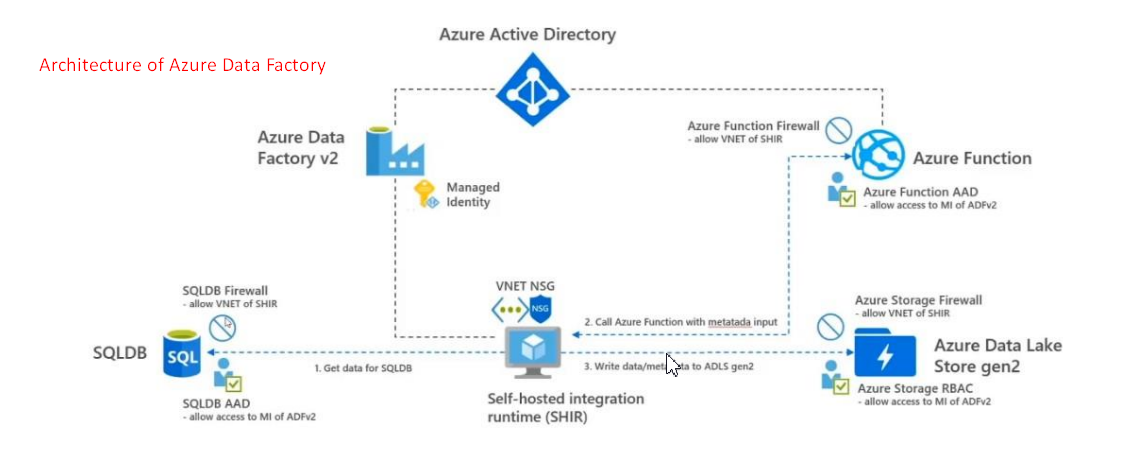 Azure Active Directory
Architecture of Azure Data Factory
Azure Function Firewall
- allow VNET of SHIR
Azure Data
Factory v2
Azure Function
Managed
Identity
Azure Function AAD
- allow access to MI of ADFv2
VNET NSG
NSG
SQLDB Firewall
- allow VNET of SHIR
Azure Storage Firewall
- allow VNET of SHIR
2. Call Azure Function with metatada input
SQLDB
SQL
Azure Data Lake
Store gen2
1. Get data for SQLDB
3. Write data/metadata to ADLS gen2
Azure Storage RBAC
- allow access to MI of ADFv2
SQLDB AAD
- allow access to MI of ADFv2
Self-hosted integration
runtime (SHIR)